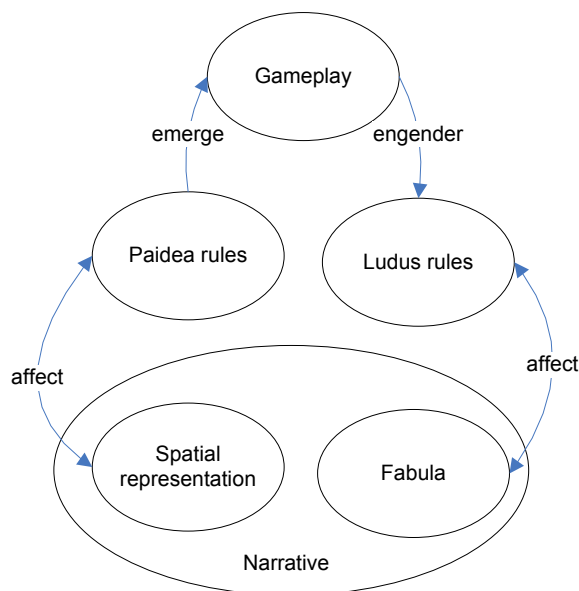 Gameplay
emerge
engender
Paidea rules
Ludus rules
affect
affect
Spatial
representation
Fabula
Narrative